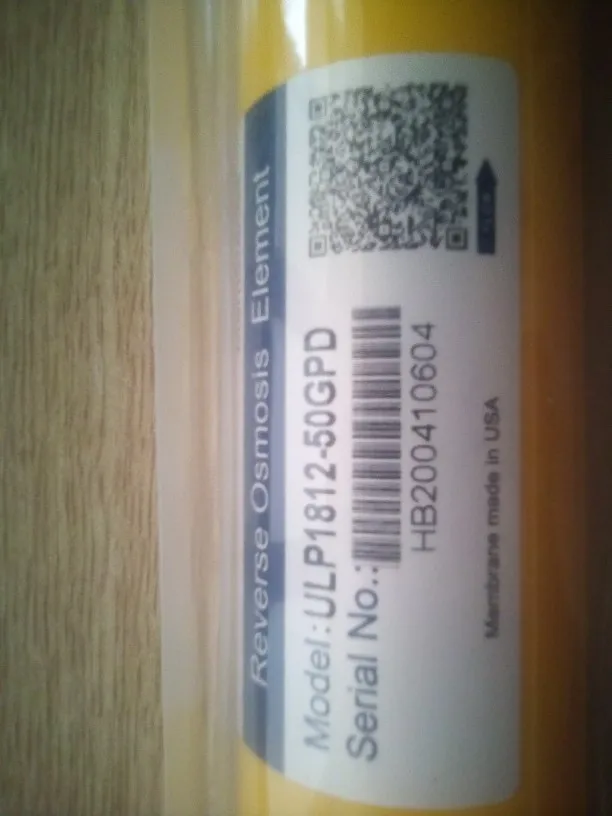 Reverse Osmosis Element
Model:ULP1812-50GPD
Serial No.:
HB200410604
Membrane made in USA